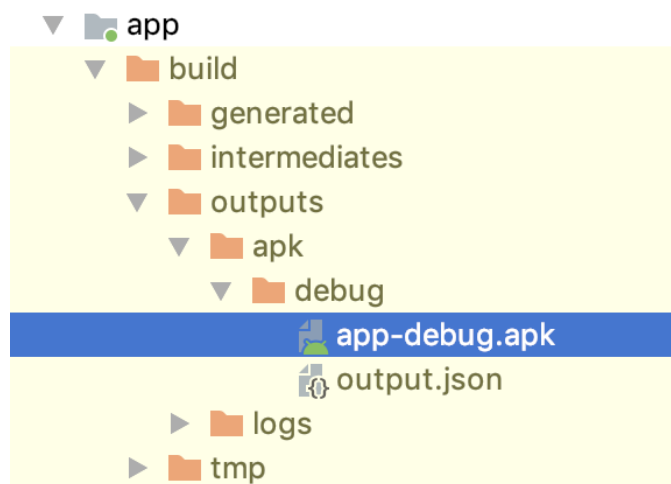 app
build
generated
intermediates
outputs
apk
debug
app-debug.apk
output.json
logs
tmp